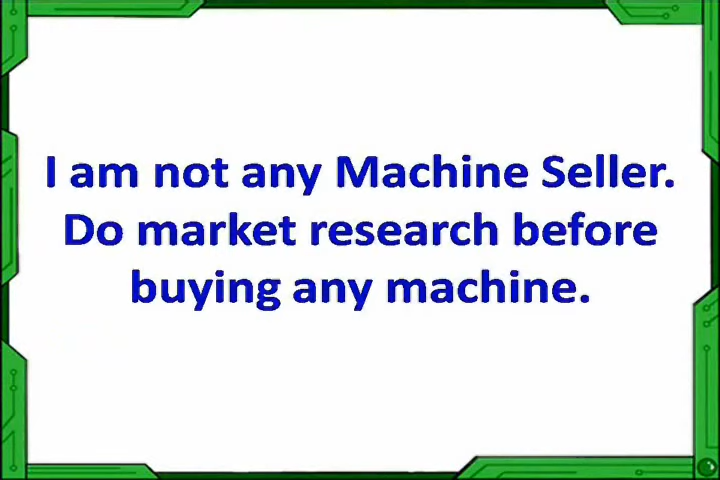 I am not any Machine Seller.
Do market research before
buying any machine.